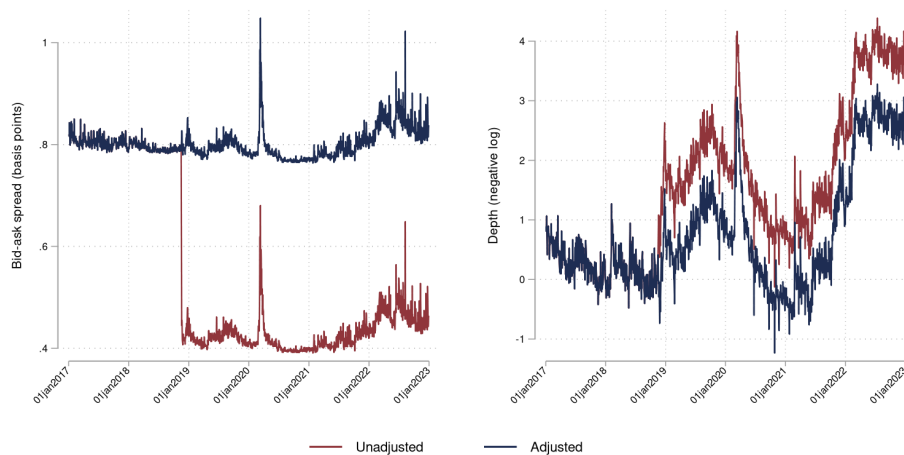 Bid-ask spread (basis points)
1
.8
.6
.4
01jan2017
01jan2018
01jan2019
01jan2020
01jan2021
01jan2022
01jan2023
Depth (negative log)
4
3
2
1
0
-1
01jan2017
01jan2018
01jan2019
01jan2020
01jan2021
01jan2022
01jan2023
Unadjusted
Adjusted